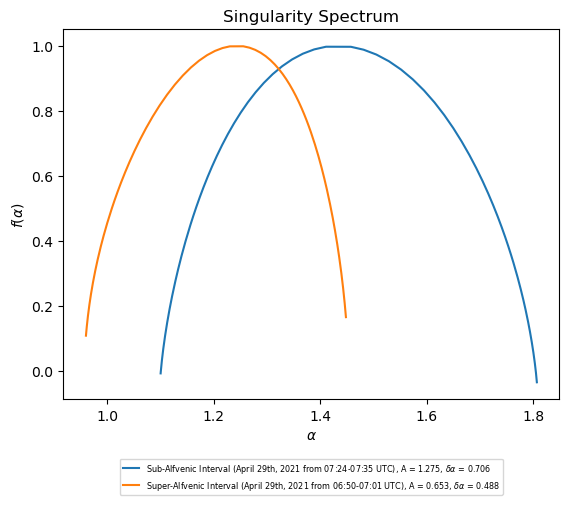 Singularity Spectrum
1.0
0.8
0.6
0.4
0.2
0.0
f(α)
1.0 1.2 1.4 1.6 1.8
α
Sub-Alfvenic Interval (April 29th, 2021 from 07:24-07:35 UTC), A = 1.275, δα = 0.706
Super-Alfvenic Interval (April 29th, 2021 from 06:50-07:01 UTC), A = 0.653, δα = 0.488